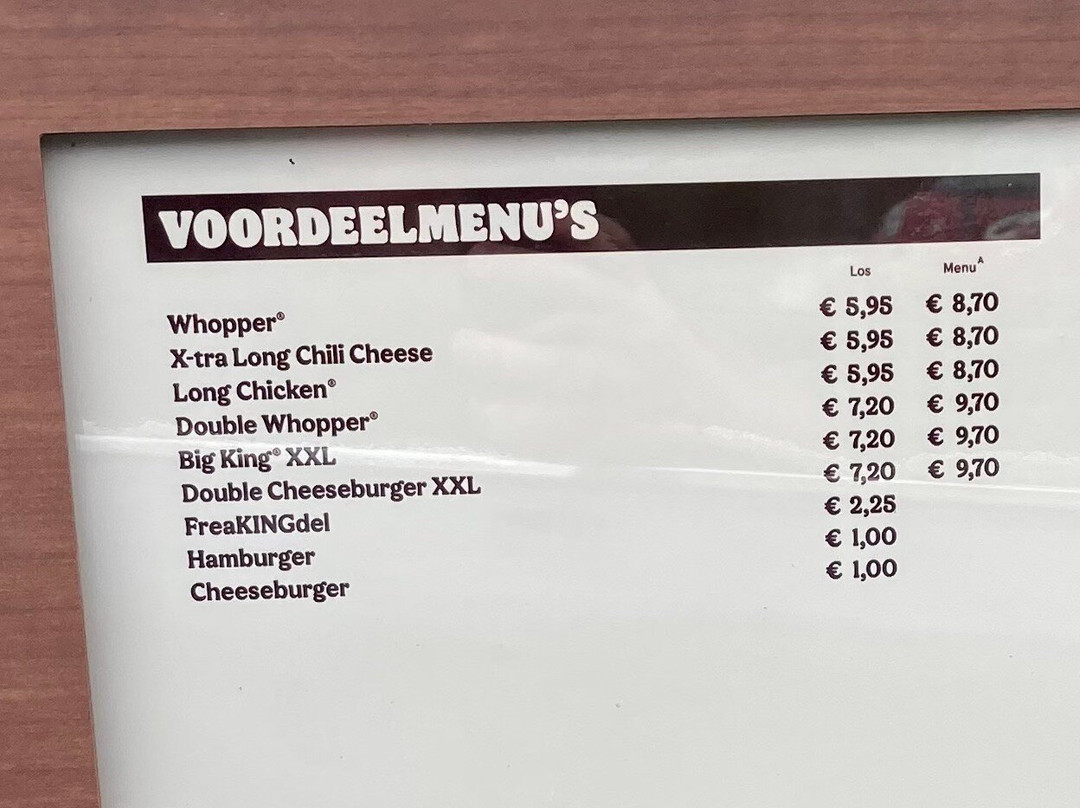 VOORDEELMENU'S
Los Menu^A
Whopper® € 5,95 € 8,70
X-tra Long Chili Cheese € 5,95 € 8,70
Long Chicken® € 5,95 € 8,70
Double Whopper® € 7,20 € 9,70
Big King® XXL € 7,20 € 9,70
Double Cheeseburger XXL € 7,20 € 9,70
FreaKINGdel € 2,25
Hamburger € 1,00
Cheeseburger € 1,00